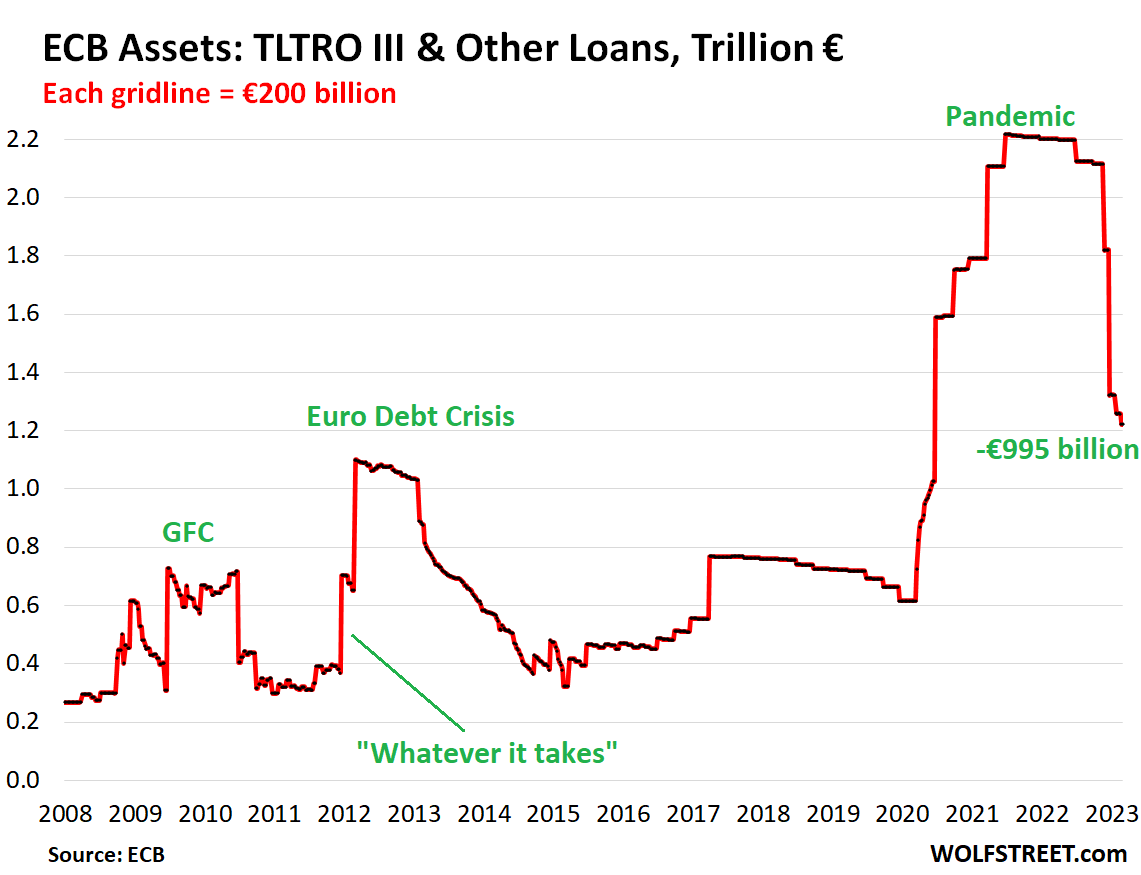 ECB Assets: TLTRO III & Other Loans, Trillion €
Each gridline = €200 billion
Pandemic
2.2
2.0
1.8
1.6
1.4
Euro Debt Crisis
1.2
-€995 billion
1.0
GFC
0.8
0.6
0.4
0.2
"Whatever it takes"
0.0
2008 2009 2010 2011 2012 2013 2014 2015 2016 2017 2018 2019 2020 2021 2022 2023
Source: ECB
WOLFSTREET.com